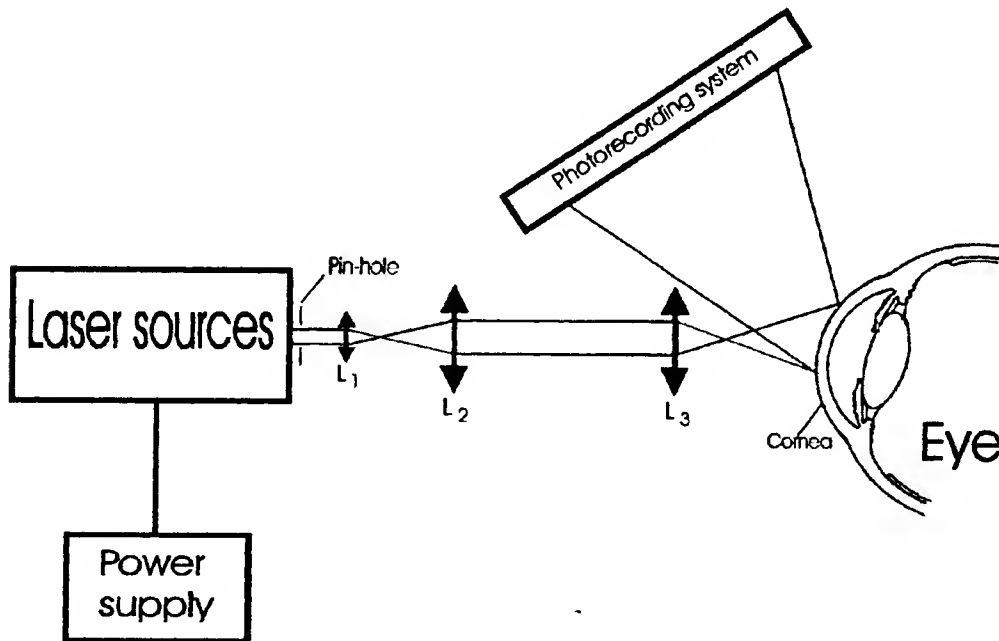 Photorecording system
Pin-hole
Laser sources
L1
L2
L3
Cornea
Eye
Power
supply